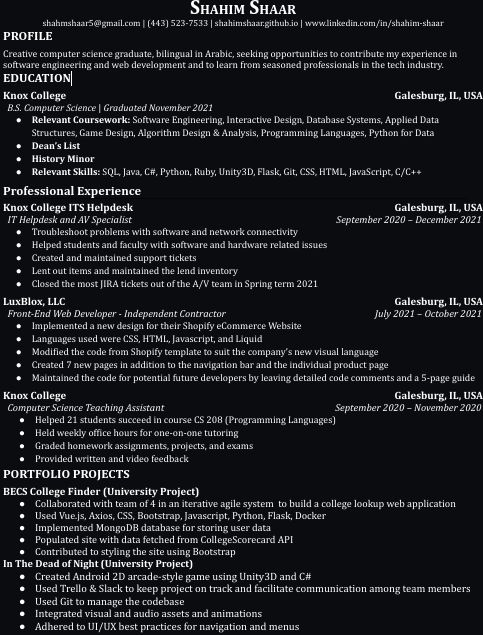 SHAHIM SHAAR
shahmshaar5@gmail.com | (443) 523-7533 | shahimshaar.github.io | www.linkedin.com/in/shahim-shaar
PROFILE
Creative computer science graduate, bilingual in Arabic, seeking opportunities to contribute my experience in
software engineering and web development and to learn from seasoned professionals in the tech industry.
EDUCATION
Knox College Galesburg, IL, USA
B.S. Computer Science | Graduated November 2021
● Relevant Coursework: Software Engineering, Interactive Design, Database Systems, Applied Data
Structures, Game Design, Algorithm Design & Analysis, Programming Languages, Python for Data
● Dean's List
● History Minor
● Relevant Skills: SQL, Java, C#, Python, Ruby, Unity3D, Flask, Git, CSS, HTML, JavaScript, C/C++
Professional Experience
Knox College ITS Helpdesk Galesburg, IL, USA
IT Helpdesk and AV Specialist September 2020 – December 2021
● Troubleshoot problems with software and network connectivity
● Helped students and faculty with software and hardware related issues
● Created and maintained support tickets
● Lent out items and maintained the lend inventory
● Closed the most JIRA tickets out of the A/V team in Spring term 2021
LuxBlox, LLC Galesburg, IL, USA
Front-End Web Developer - Independent Contractor July 2021 – October 2021
● Implemented a new design for their Shopify eCommerce Website
● Languages used were CSS, HTML, Javascript, and Liquid
● Modified the code from Shopify template to suit the company's new visual language
● Created 7 new pages in addition to the navigation bar and the individual product page
● Maintained the code for potential future developers by leaving detailed code comments and a 5-page guide
Knox College Galesburg, IL, USA
Computer Science Teaching Assistant September 2020 – November 2020
● Helped 21 students succeed in course CS 208 (Programming Languages)
● Held weekly office hours for one-on-one tutoring
● Graded homework assignments, projects, and exams
● Provided written and video feedback
PORTFOLIO PROJECTS
BECS College Finder (University Project)
● Collaborated with team of 4 in an iterative agile system to build a college lookup web application
● Used Vue.js, Axios, CSS, Bootstrap, Javascript, Python, Flask, Docker
● Implemented MongoDB database for storing user data
● Populated site with data fetched from CollegeScorecard API
● Contributed to styling the site using Bootstrap
In The Dead of Night (University Project)
● Created Android 2D arcade-style game using Unity3D and C#
● Used Trello & Slack to keep project on track and facilitate communication among team members
● Used Git to manage the codebase
● Integrated visual and audio assets and animations
● Adhered to UI/UX best practices for navigation and menus